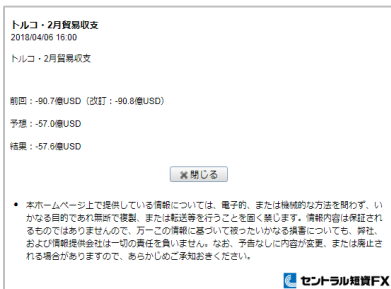 トルコ・2月貿易収支
2018/04/06 16:00
トルコ・2月貿易収支
前回：-90.7億USD（改訂：-90.8億USD）
予想：-57.0億USD
結果：-57.6億USD
✖閉じる
• 本ホームページ上で提供している情報については、電子的、または機械的な方法を問わず、い
かなる目的であれ無断で複製、または転送等を行うことを固く禁じます。情報内容は保証され
るものではありませんので、万一この情報に基づいて被ったいかなる損害についても、弊社、
および情報提供会社は一切の責任を負いません。なお、予告なしに内容が変更、または廃止さ
れる場合がありますので、あらかじめご承知おきください。
セントラル短資FX